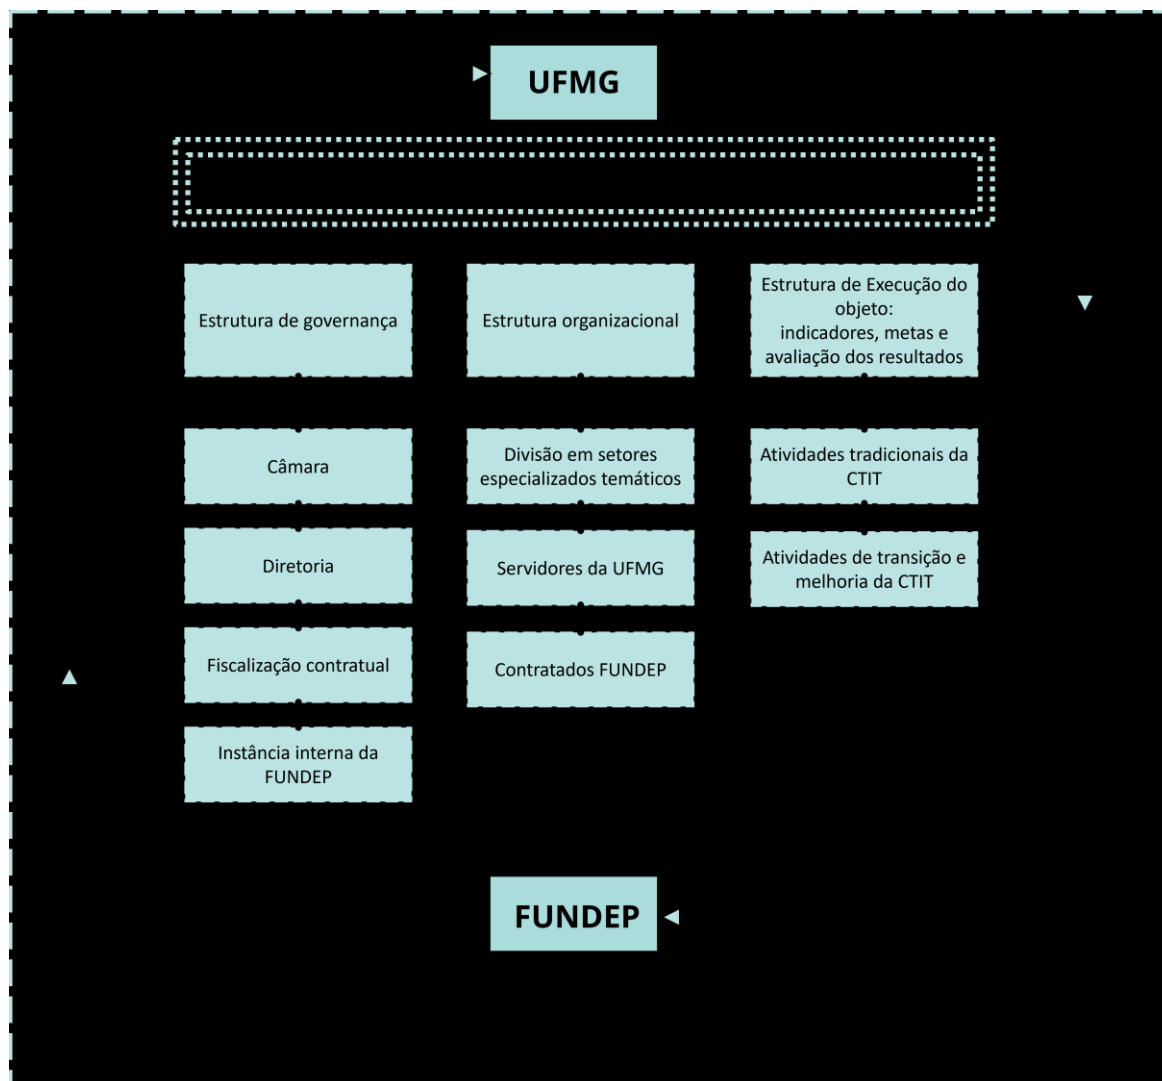 UFMG
Estrutura de governança
Estrutura organizacional
Estrutura de Execução do
objeto:
indicadores, metas e
avaliação dos resultados
Câmara
Divisão em setores
especializados temáticos
Atividades tradicionais da
CTIT
Diretoria
Servidores da UFMG
Atividades de transição e
melhoria da CTIT
Fiscalização contratual
Contratados FUNDEP
Instância interna da
FUNDEP
FUNDEP